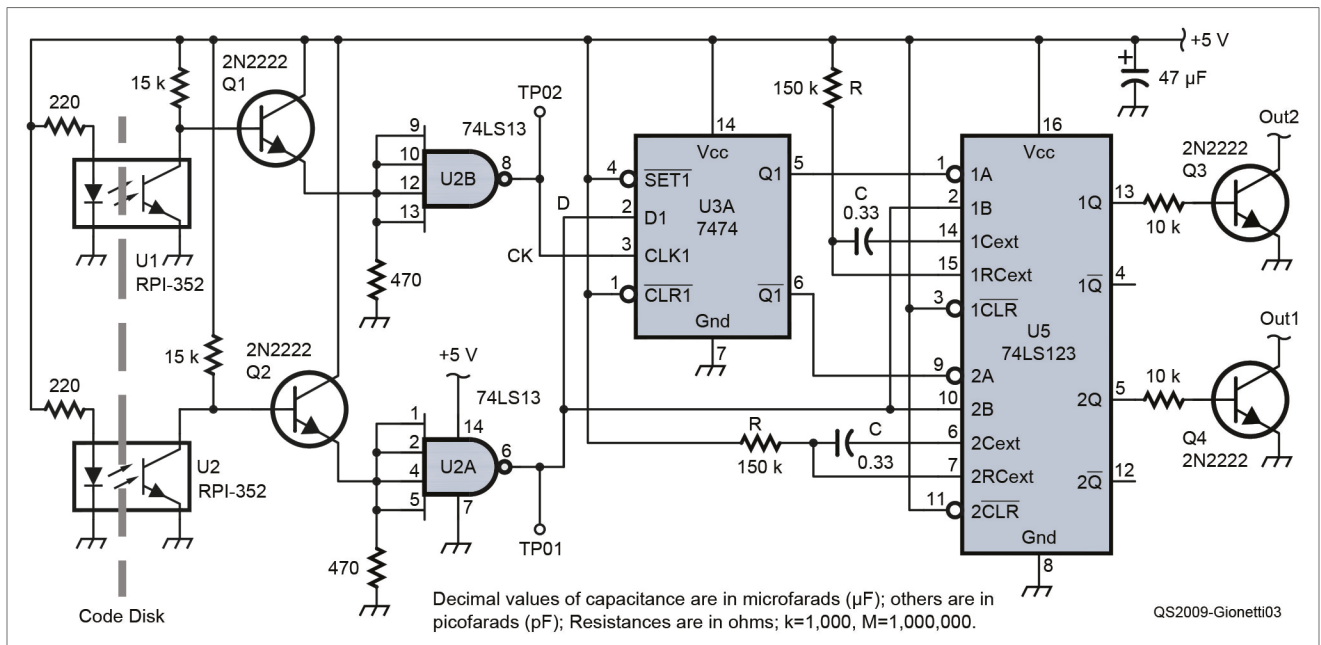 +5 V
47 µF
+
2N2222
Q1
15 k
220
TP02
74LS13
9
10
12
13
8
U2B
470
U1
RPI-352
150 k
R
14
Vcc
4
SET1
2
D1
3
CLK1
1
CLR1
U3A
7474
Q1
5
Q1
6
Gnd
7
D
CK
C
0.33
16
Vcc
1
1A
2
1B
14
1Cext
15
1RCext
3
1CLR
U5
74LS123
9
2A
10
2B
6
2Cext
7
2RCext
11
2CLR
Gnd
8
1Q
13
1Q
4
2Q
5
2Q
12
10 k
2N2222
Q3
Out2
10 k
Out1
Q4
2N2222
15 k
2N2222
Q2
220
U2
RPI-352
+5 V
74LS13
1
2
4
5
14
6
7
U2A
TP01
470
R
150 k
C
0.33
Code Disk
Decimal values of capacitance are in microfarads (µF); others are in
picofarads (pF); Resistances are in ohms; k=1,000, M=1,000,000.
QS2009-Gionetti03